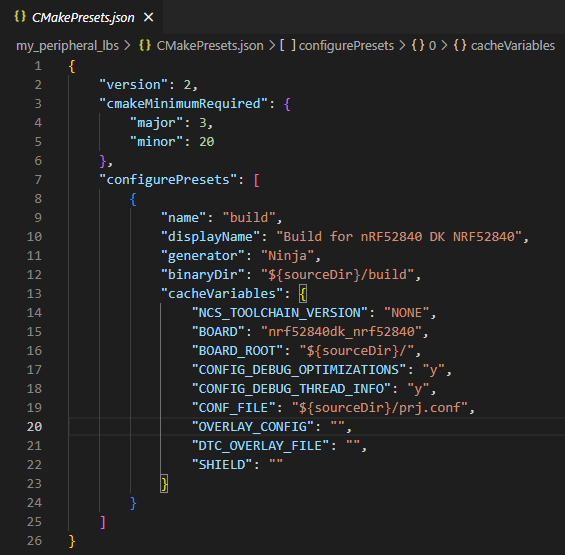 CMakePresets.json ×
my_peripheral_lbs > {} CMakePresets.json > [ ] configurePresets > {} 0 > {} cacheVariables
1 {
2 "version": 2,
3 "cmakeMinimumRequired": {
4 "major": 3,
5 "minor": 20
6 },
7 "configurePresets": [
8 {
9 "name": "build",
10 "displayName": "Build for nRF52840 DK NRF52840",
11 "generator": "Ninja",
12 "binaryDir": "${sourceDir}/build",
13 "cacheVariables": {
14 "NCS_TOOLCHAIN_VERSION": "NONE",
15 "BOARD": "nrf52840dk_nrf52840",
16 "BOARD_ROOT": "${sourceDir}/",
17 "CONFIG_DEBUG_OPTIMIZATIONS": "y",
18 "CONFIG_DEBUG_THREAD_INFO": "y",
19 "CONF_FILE": "${sourceDir}/prj.conf",
20 "OVERLAY_CONFIG": "",
21 "DTC_OVERLAY_FILE": "",
22 "SHIELD": ""
23 }
24 }
25 ]
26 }